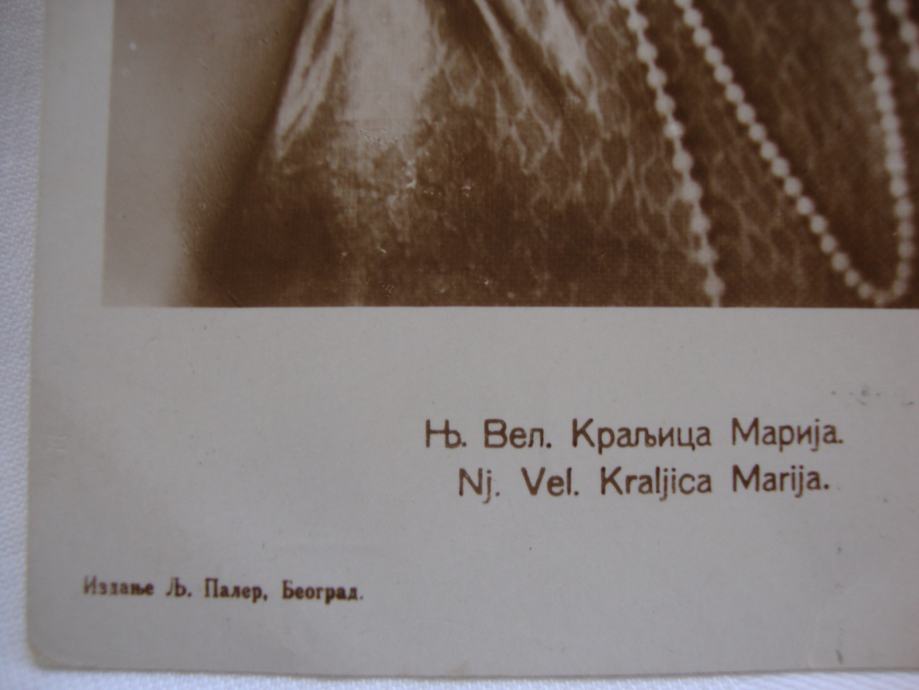 Њ. Вел. Краљица Марија.
Nj. Vel. Kraljica Marija.
Издање Љ. Палер, Београд.